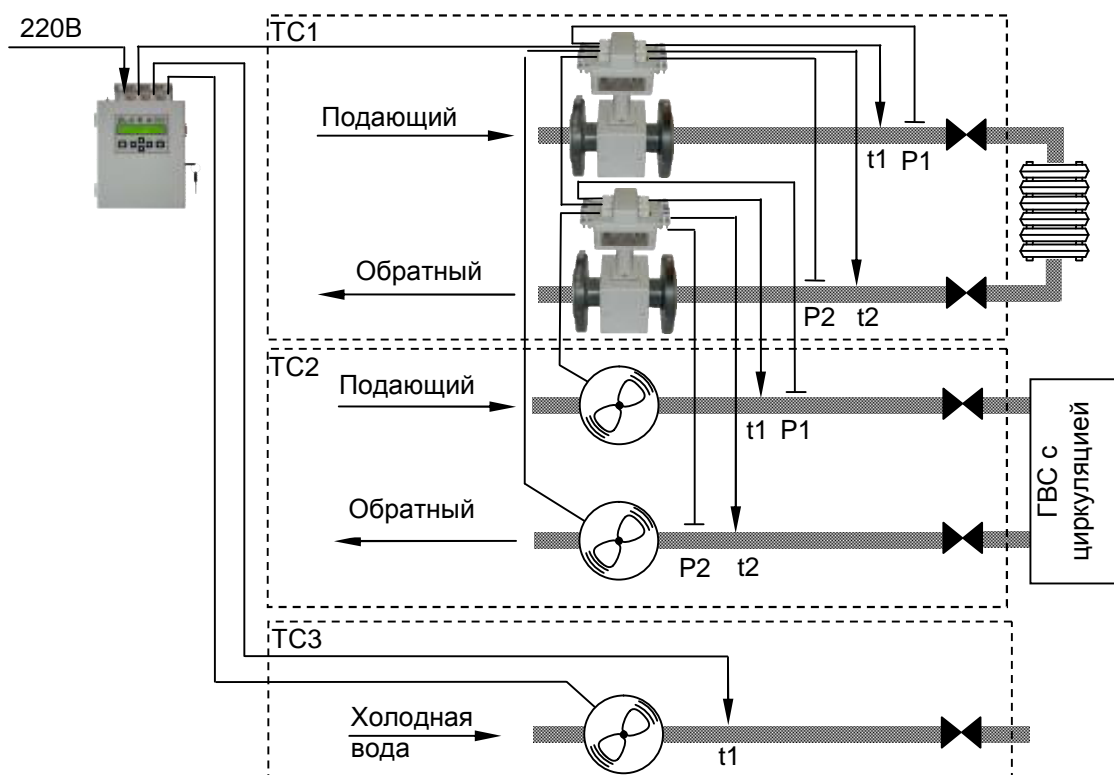 220В
ТС1
Подающий
t1 P1
Обратный
P2 t2
ТС2
Подающий
t1 P1
Обратный
P2 t2
ГВС с
циркуляцией
ТС3
Холодная
вода
t1